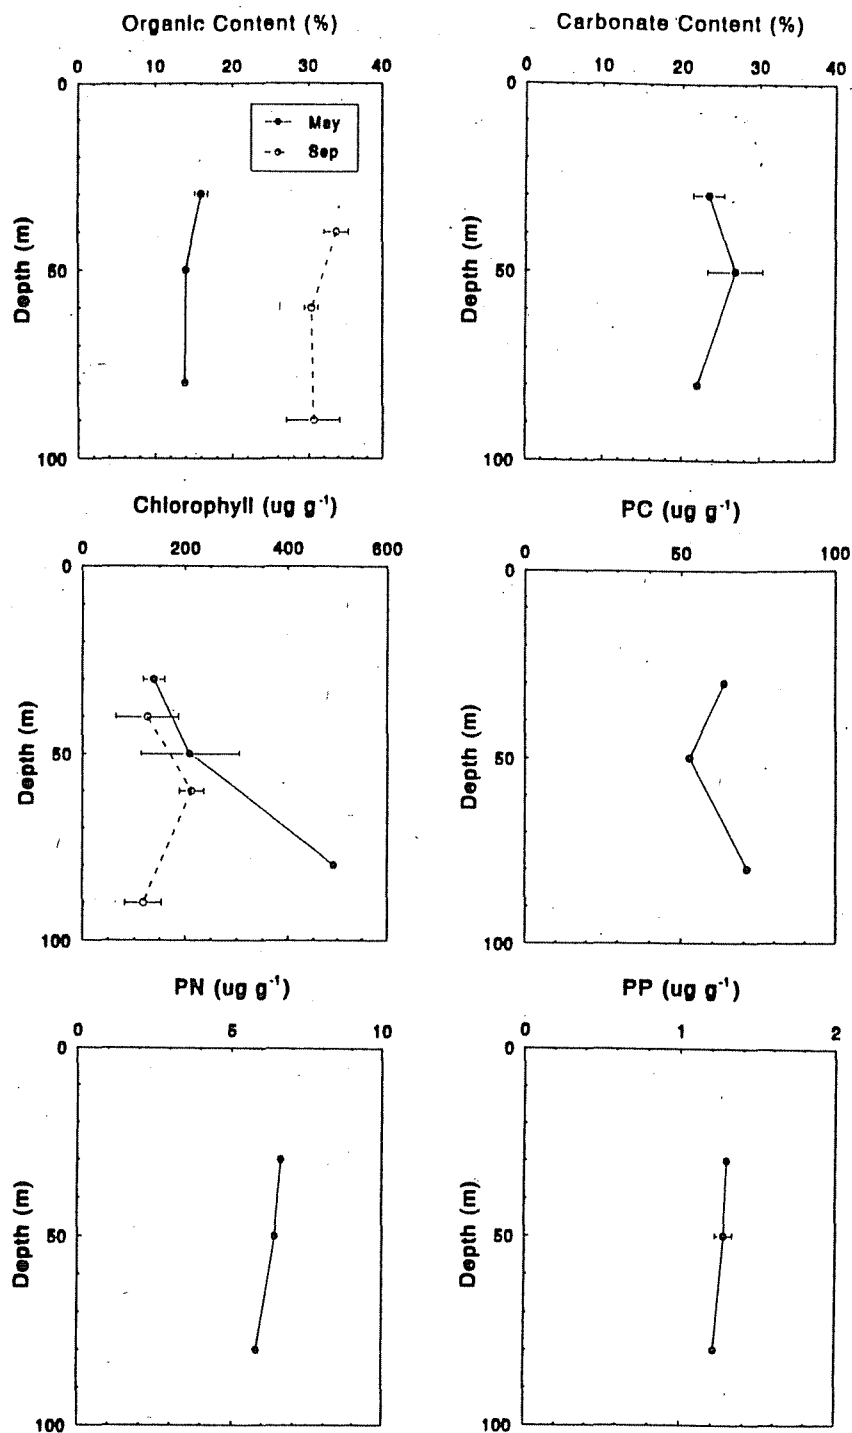 Organic Content (%)
0 10 20 30 40
0
50
100
Depth (m)
May
Sep
Carbonate Content (%)
0 10 20 30 40
0
50
100
Depth (m)
Chlorophyll (ug g-1)
0 200 400 600
0
50
100
Depth (m)
PC (ug g-1)
0 50 100
0
50
100
Depth (m)
PN (ug g-1)
0 5 10
0
50
100
Depth (m)
PP (ug g-1)
0 1 2
0
50
100
Depth (m)